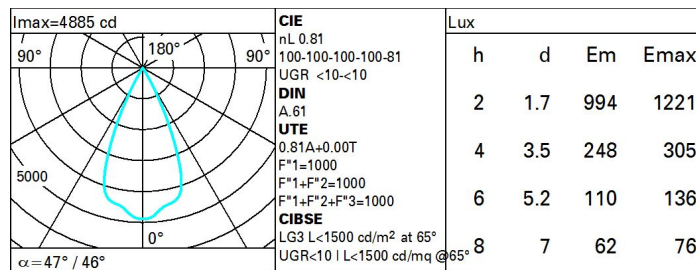 Imax=4885 cd
90° 180° 90°
5000
0°
α=47° / 46°
CIE
nL 0.81
100-100-100-100-81
UGR <10-<10
DIN
A.61
UTE
0.81A+0.00T
F"1=1000
F"1+F"2=1000
F"1+F"2+F"3=1000
CIBSE
LG3 L<1500 cd/m² at 65°
UGR<10 | L<1500 cd/mq @65°
Lux
h d Em Emax
2 1.7 994 1221
4 3.5 248 305
6 5.2 110 136
8 7 62 76